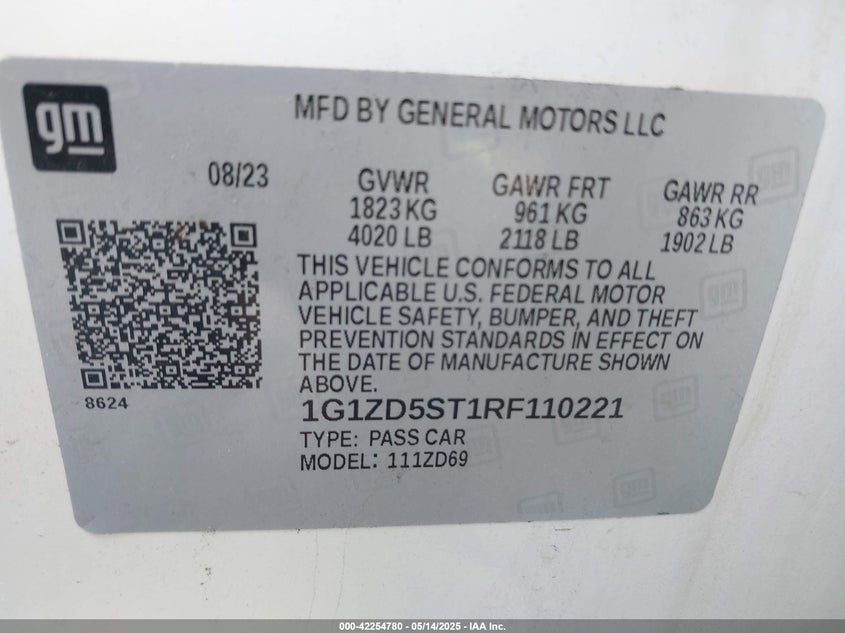 gm
MFD BY GENERAL MOTORS LLC
08/23
GVWR GAWR FRT GAWR RR
1823 KG 961 KG 863 KG
4020 LB 2118 LB 1902 LB
THIS VEHICLE CONFORMS TO ALL
APPLICABLE U.S. FEDERAL MOTOR
VEHICLE SAFETY, BUMPER, AND THEFT
PREVENTION STANDARDS IN EFFECT ON
THE DATE OF MANUFACTURE SHOWN
ABOVE.
8624
1G1ZD5ST1RF110221
TYPE: PASS CAR
MODEL: 111ZD69
000-42254780 - 05/14/2025 - IAA Inc.